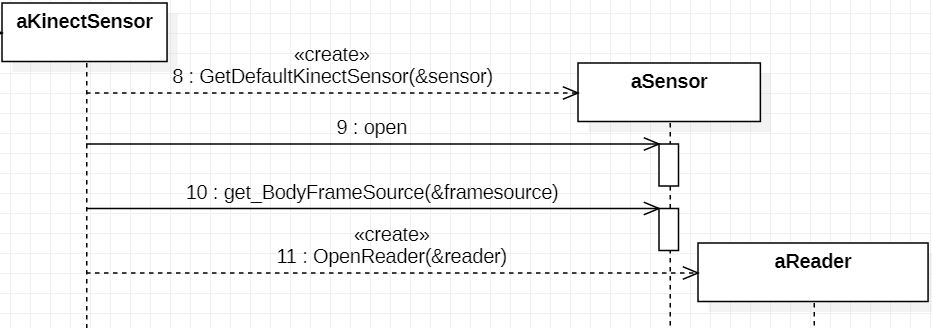 aKinectSensor
«create»
8 : GetDefaultKinectSensor(&sensor)
aSensor
9 : open
10 : get_BodyFrameSource(&framesource)
«create»
11 : OpenReader(&reader)
aReader